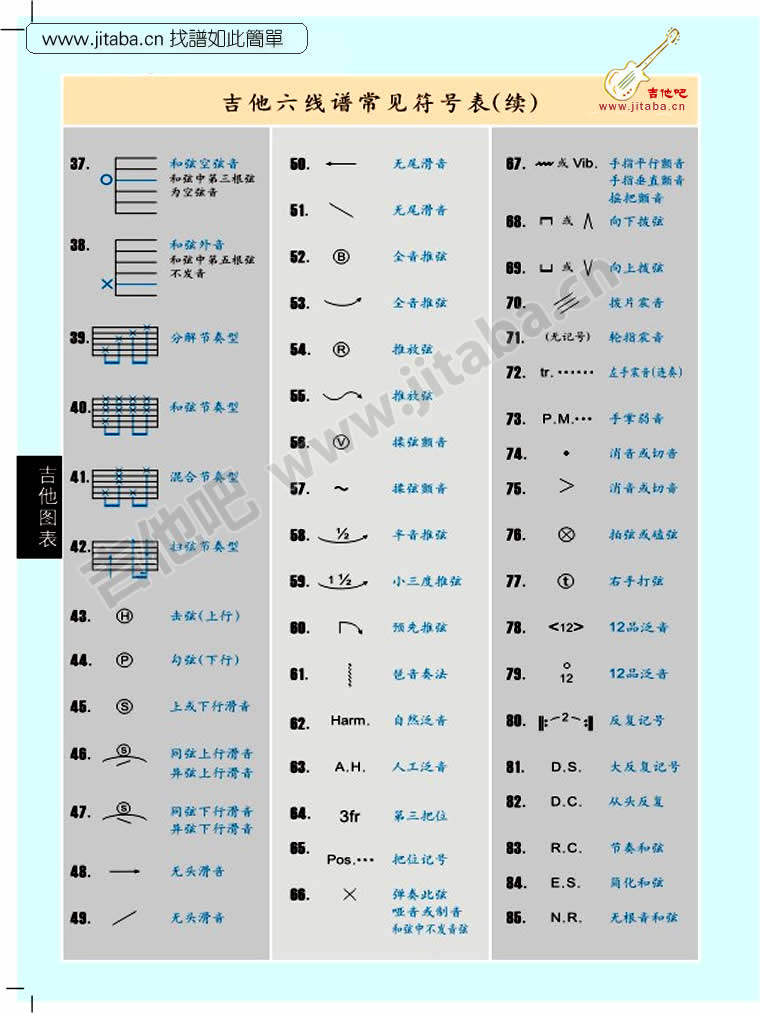 www.jitaba.cn 找譜如此簡單
吉他吧
www.jitaba.cn
吉他六线谱常见符号表(续)
37. 和弦空弦音
和弦中第三根弦
为空弦音
38. 和弦外音
和弦中第五根弦
不发音
39. 分解节奏型
40. 和弦节奏型
41. 混合节奏型
42. 扫弦节奏型
43. H 击弦(上行)
44. P 勾弦(下行)
45. S 上或下行滑音
46. S 同弦上行滑音
异弦上行滑音
47. S 同弦下行滑音
异弦下行滑音
48. 无头滑音
49. 无头滑音
50. 无尾滑音
51. 无尾滑音
52. B 全音推弦
53. 全音推弦
54. R 推放弦
55. 推放弦
56. V 揉弦颤音
57. ~ 揉弦颤音
58. 1/2 半音推弦
59. 1 1/2 小三度推弦
60. 预先推弦
61. 琶音奏法
62. Harm. 自然泛音
63. A.H. 人工泛音
64. 3fr 第三把位
65. Pos.··· 把位记号
66. × 弹奏此弦
哑音或制音
和弦中不发音弦
67. 或 Vib. 手指平行颤音
手指垂直颤音
摇把颤音
68. 或 向下拨弦
69. 或 V 向上拨弦
70. 拨片震音
71. (无记号) 轮指震音
72. tr. ······ 左手震音(连奏)
73. P.M.··· 手掌弱音
74. • 消音或切音
75. > 消音或切音
76. ⊗ 拍弦或磕弦
77. t 右手打弦
78. <12> 12品泛音
79. ○
12 12品泛音
80. 2 反复记号
81. D.S. 大反复记号
82. D.C. 从头反复
83. R.C. 节奏和弦
84. E.S. 简化和弦
85. N.R. 无根音和弦
吉他图表
吉他吧 www.jitaba.cn